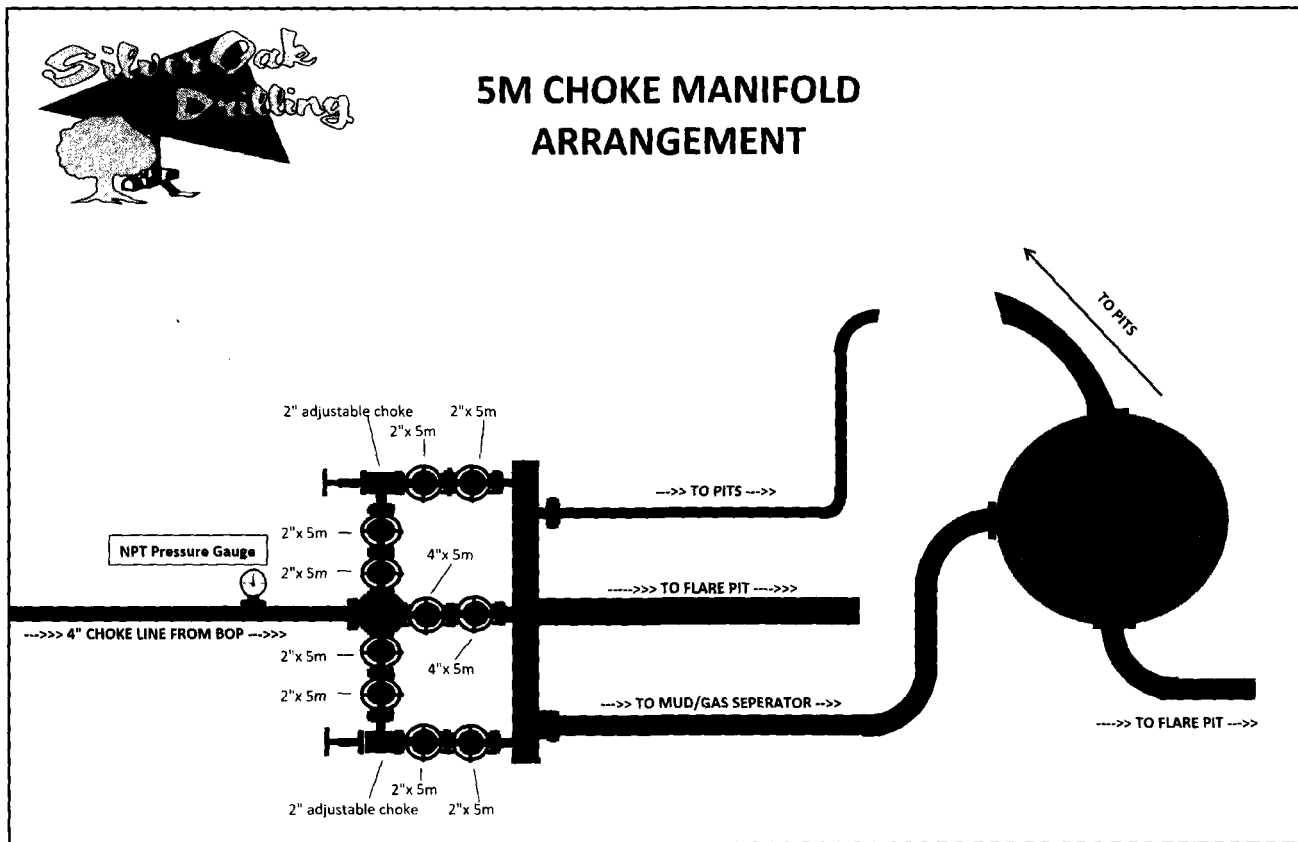 Silver Oak
Drilling
5M CHOKE MANIFOLD
ARRANGEMENT
TO PITS
2" adjustable choke
2"x 5m
2"x 5m
--->> TO PITS --->>
2"x 5m
4"x 5m
NPT Pressure Gauge
2"x 5m
----->>> TO FLARE PIT --->>>
--->>> 4" CHOKE LINE FROM BOP --->>>
2"x 5m
4"x 5m
2"x 5m
--->> TO MUD/GAS SEPERATOR -->>
---->> TO FLARE PIT --->>
2"x 5m
2" adjustable choke
2"x 5m